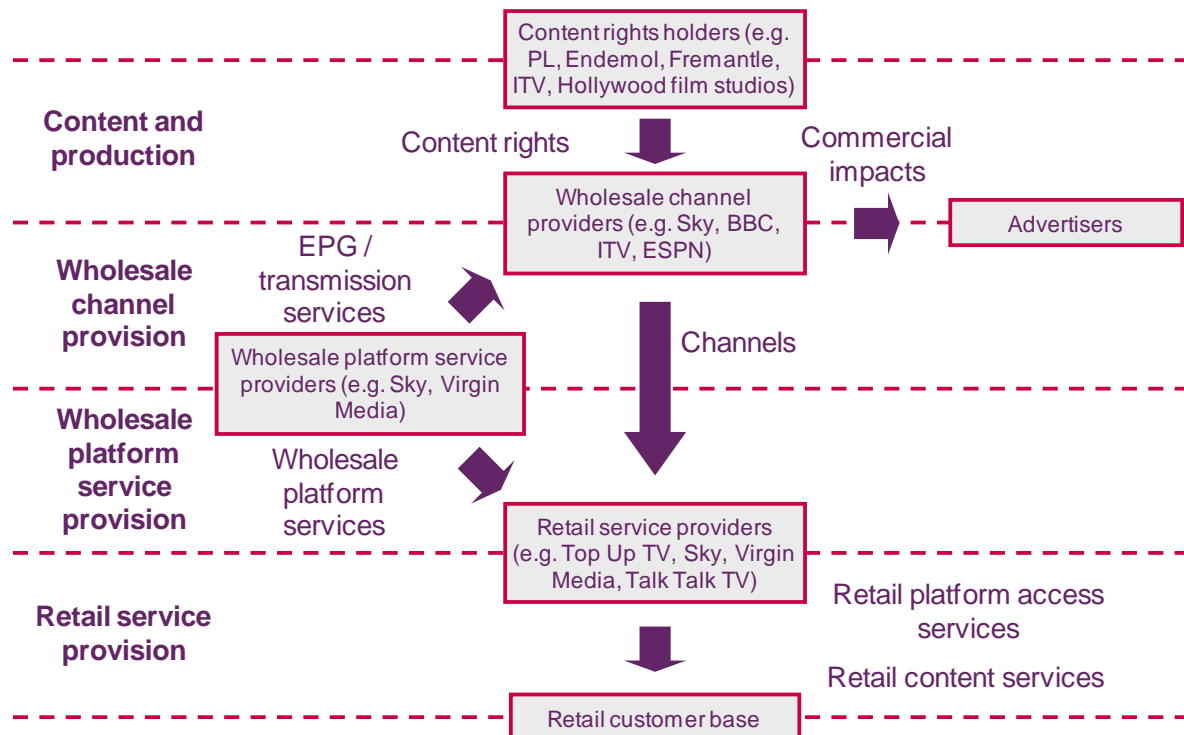 Content rights holders (e.g.
PL, Endemol, Fremantle,
ITV, Hollywood film studios)
Content and
production
Content rights
Commercial
impacts
Wholesale channel
providers (e.g. Sky, BBC,
ITV, ESPN)
Advertisers
EPG /
transmission
services
Wholesale
channel
provision
Channels
Wholesale platform service
providers (e.g. Sky, Virgin
Media)
Wholesale
platform
service
provision
Wholesale
platform
services
Retail service providers
(e.g. Top Up TV, Sky, Virgin
Media, Talk Talk TV)
Retail service
provision
Retail platform access
services
Retail content services
Retail customer base